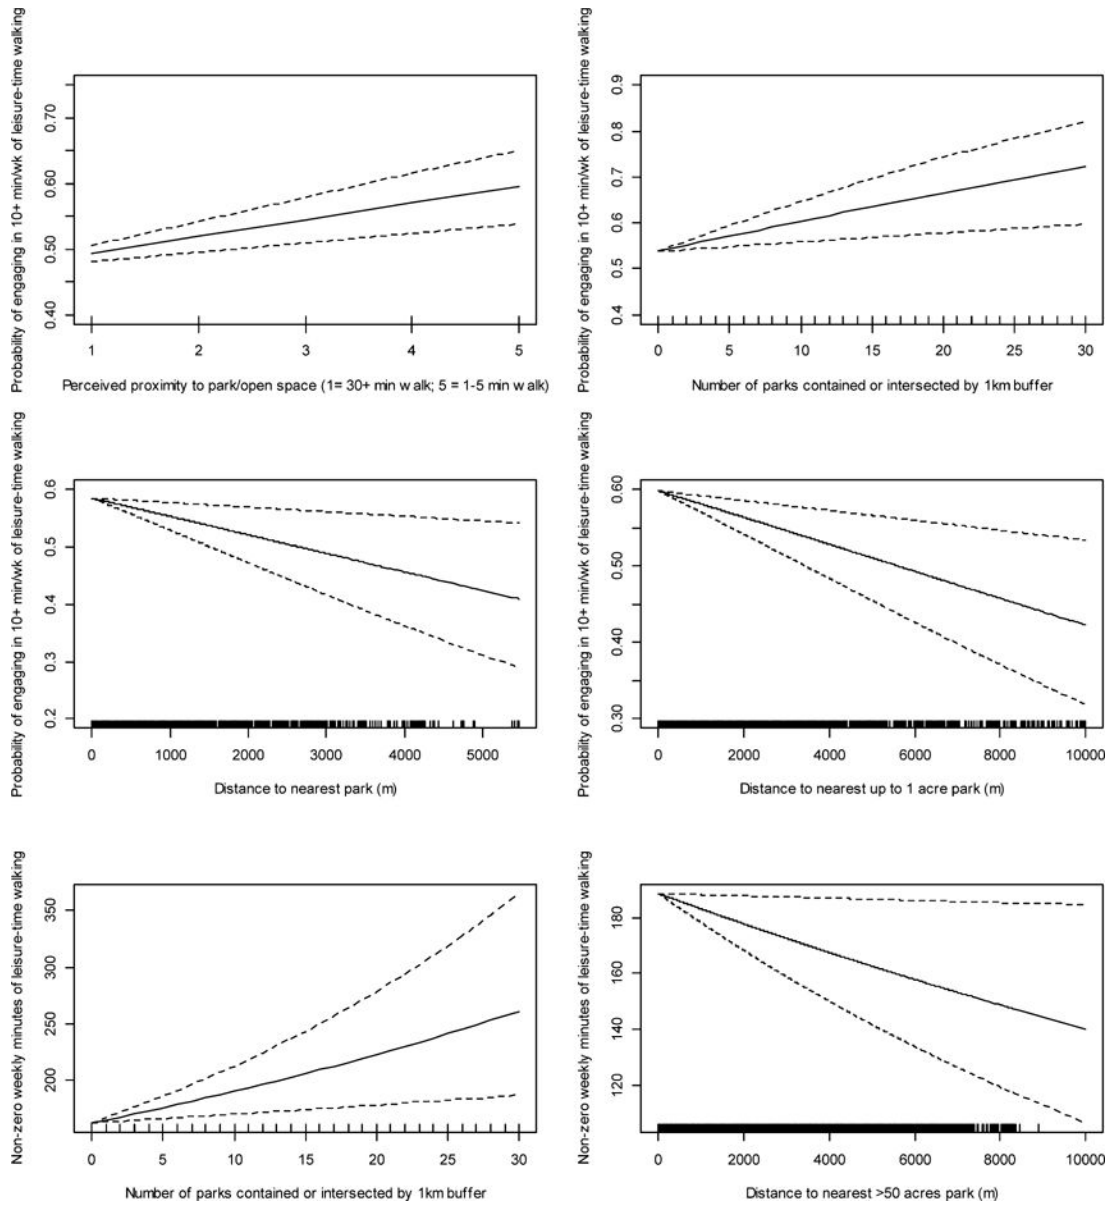 Probability of engaging in 10+ min/wk of leisure-time walking
0.40 0.50 0.60 0.70
1 2 3 4 5
Perceived proximity to park/open space (1= 30+ min walk; 5 = 1-5 min walk)
Probability of engaging in 10+ min/wk of leisure-time walking
0.4 0.5 0.6 0.7 0.8 0.9
0 5 10 15 20 25 30
Number of parks contained or intersected by 1km buffer
Probability of engaging in 10+ min/wk of leisure-time walking
0.2 0.3 0.4 0.5 0.6
0 1000 2000 3000 4000 5000
Distance to nearest park (m)
Probability of engaging in 10+ min/wk of leisure-time walking
0.30 0.40 0.50 0.60
0 2000 4000 6000 8000 10000
Distance to nearest up to 1 acre park (m)
Non-zero weekly minutes of leisure-time walking
200 250 300 350
0 5 10 15 20 25 30
Number of parks contained or intersected by 1km buffer
Non-zero weekly minutes of leisure-time walking
120 140 160 180
0 2000 4000 6000 8000 10000
Distance to nearest >50 acres park (m)